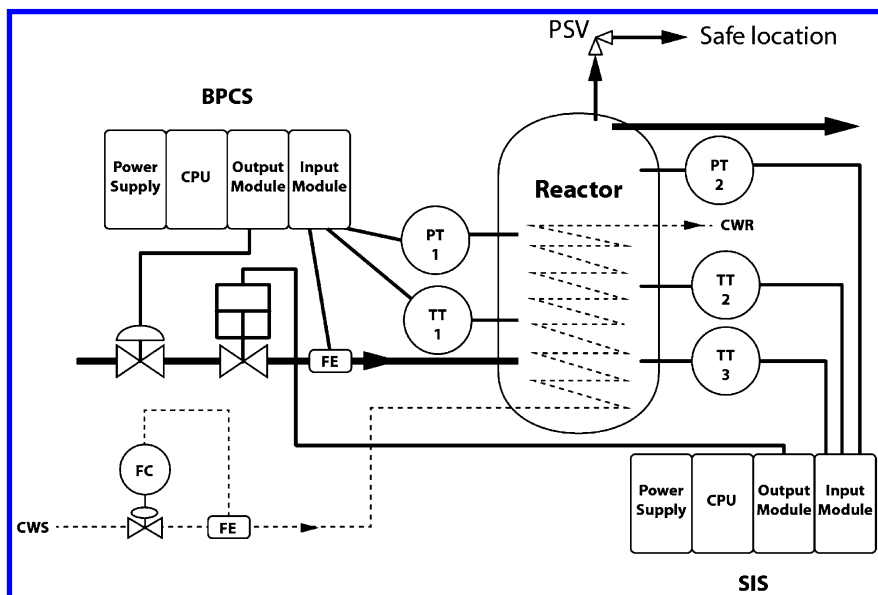 PSV
Safe location
BPCS
Power
Supply
CPU
Output
Module
Input
Module
Reactor
PT
1
PT
2
CWR
TT
1
TT
2
TT
3
FE
FC
CWS
FE
Power
Supply
CPU
Output
Module
Input
Module
SIS